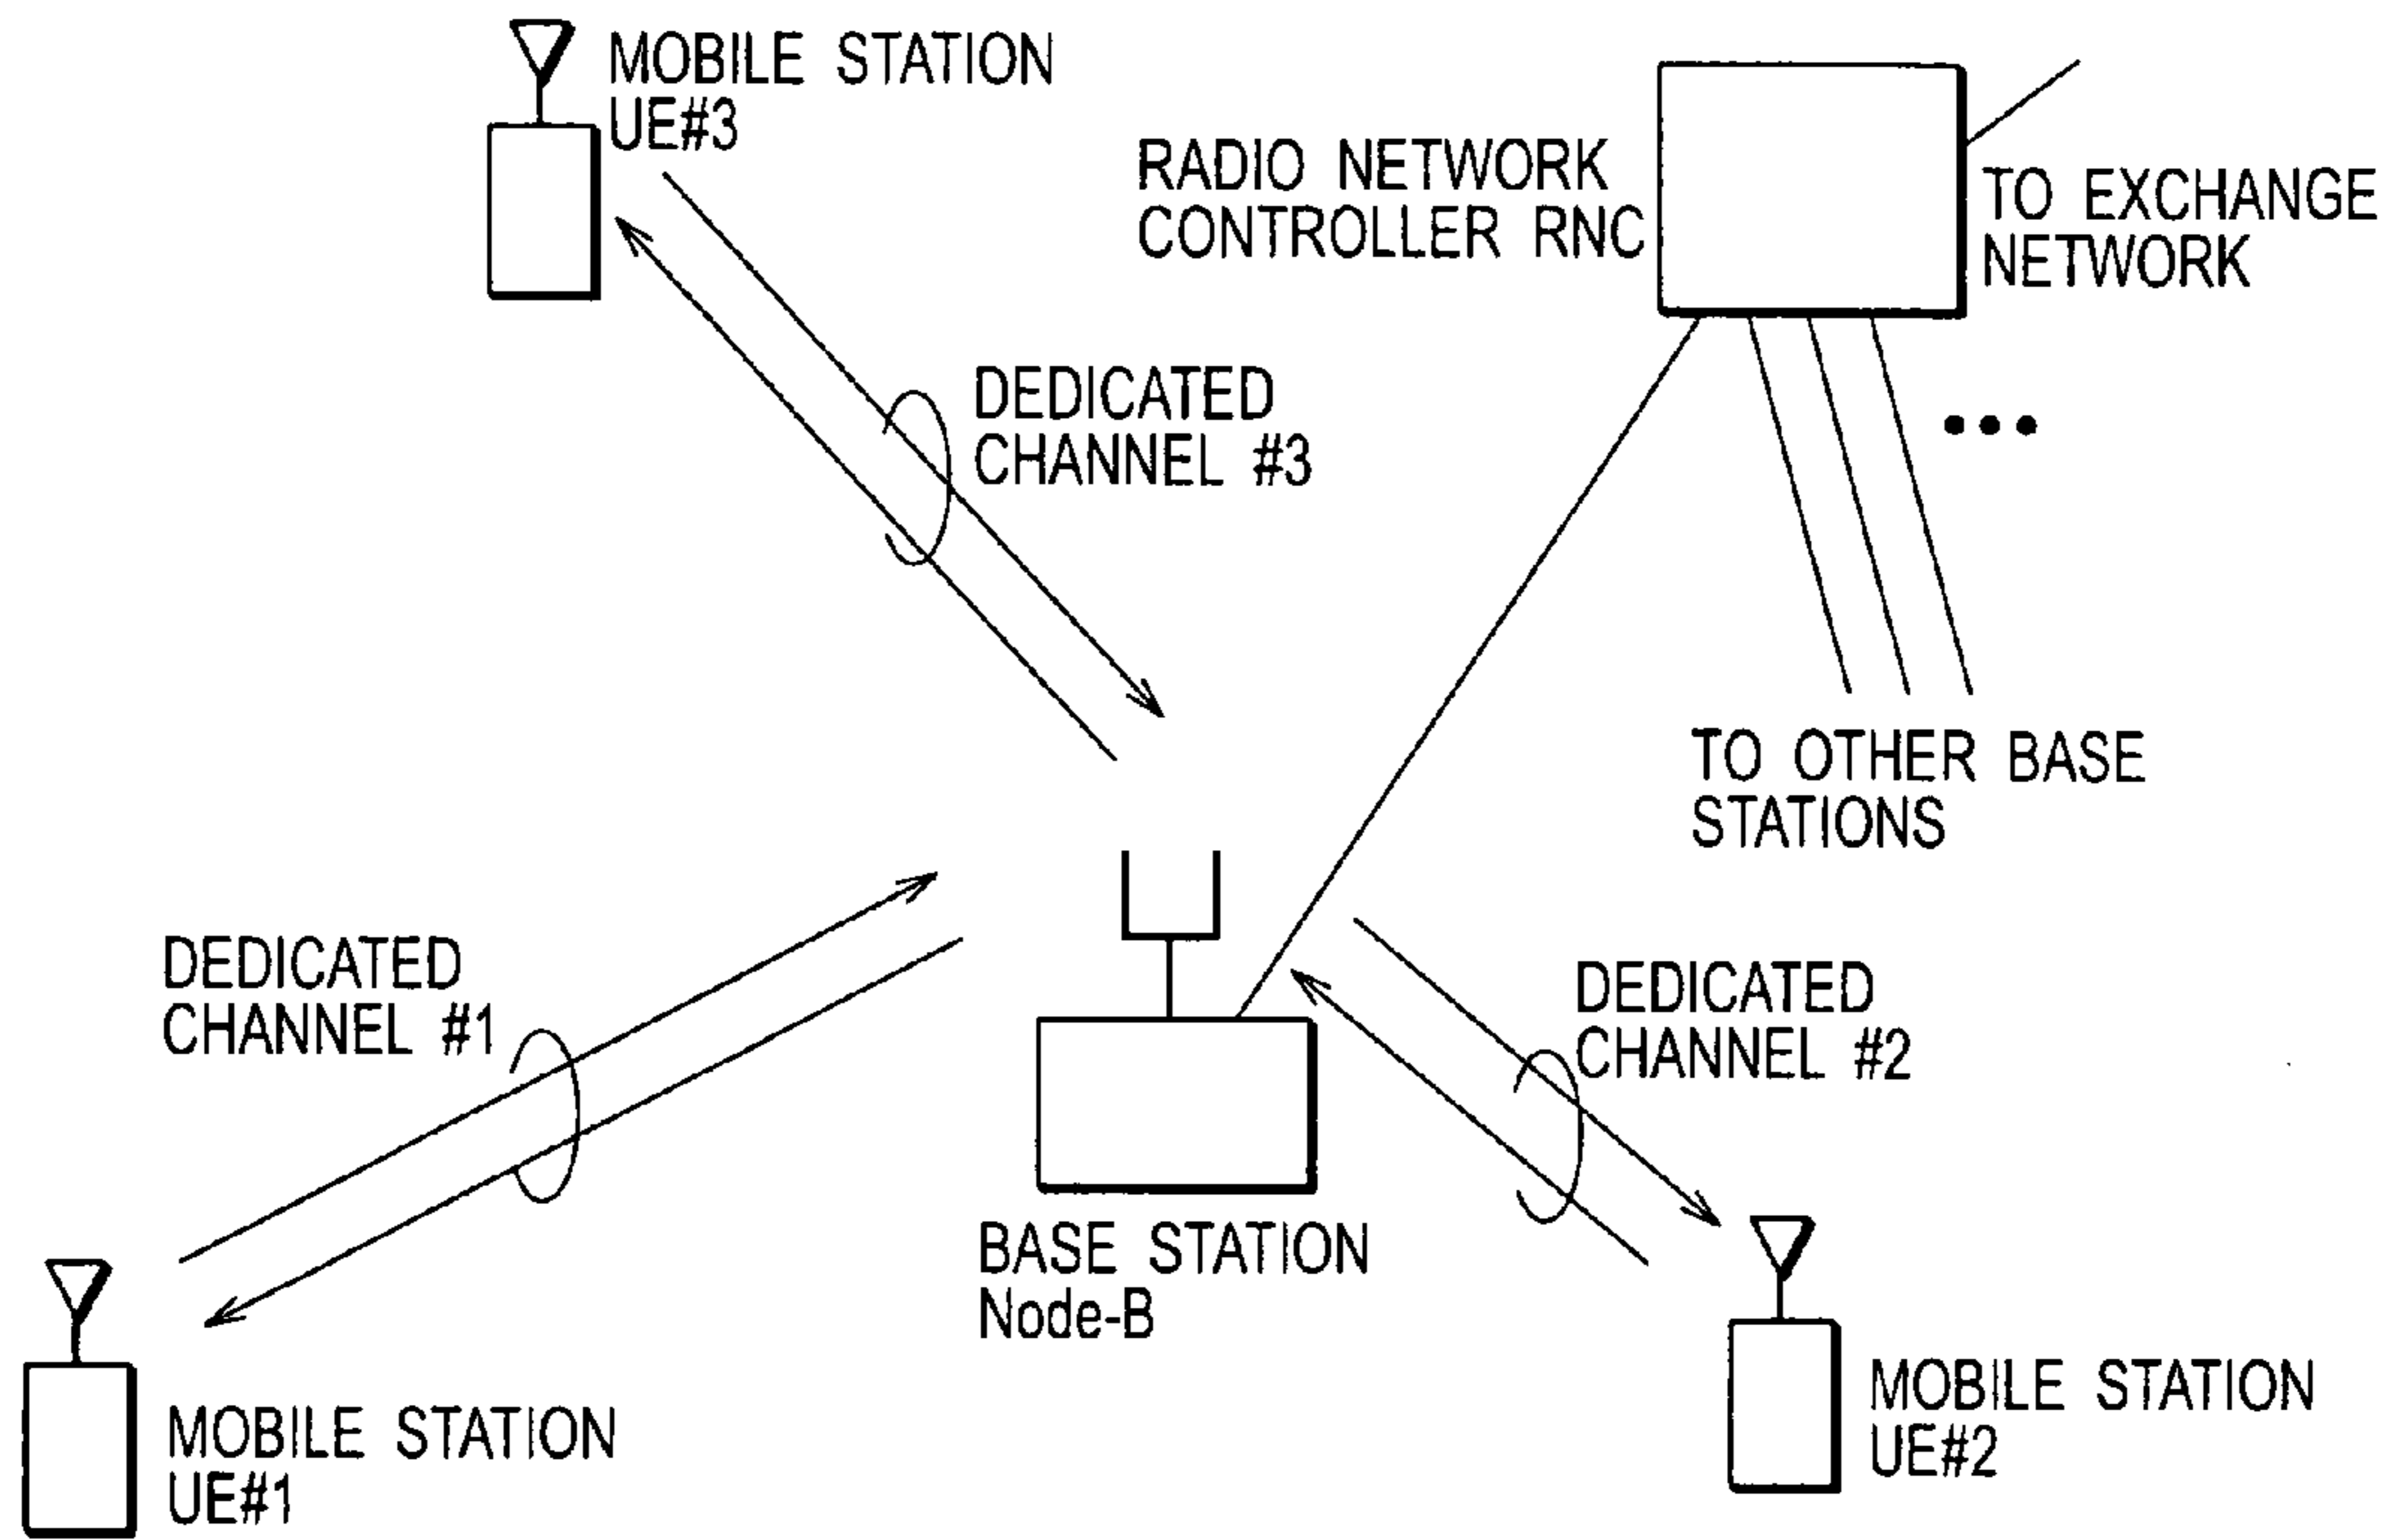 MOBILE STATION
UE#3
RADIO NETWORK
CONTROLLER RNC
TO EXCHANGE
NETWORK
DEDICATED
CHANNEL #3
TO OTHER BASE
STATIONS
DEDICATED
CHANNEL #1
DEDICATED
CHANNEL #2
BASE STATION
Node-B
MOBILE STATION
UE#1
MOBILE STATION
UE#2